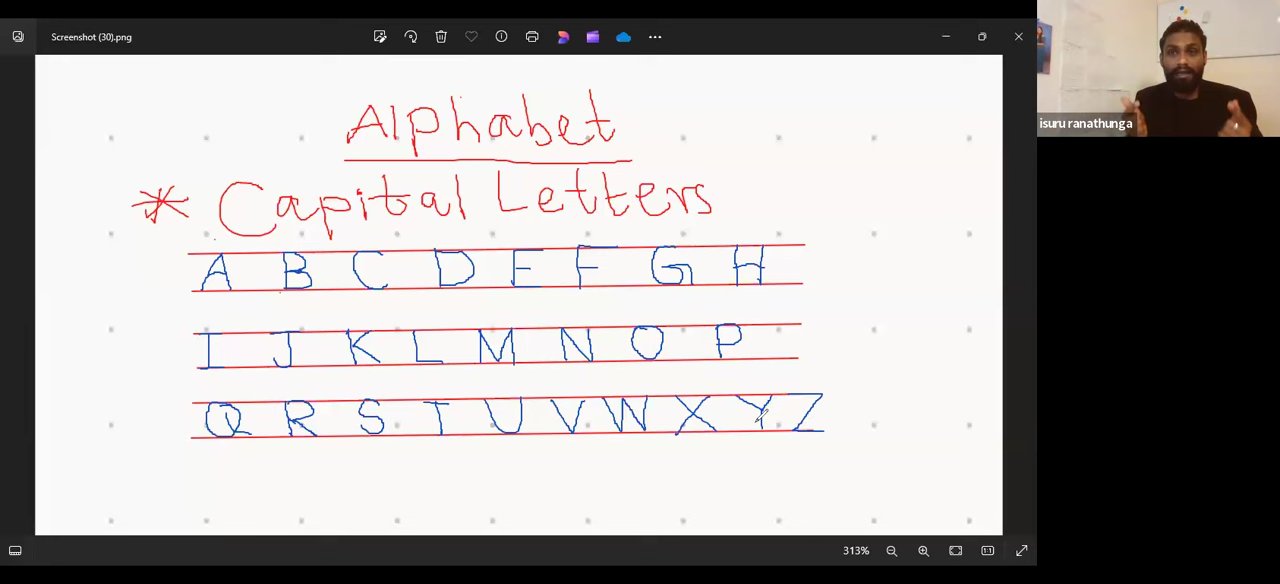 Screenshot (30).png
isuru ranathunga
Alphabet
* Capital Letters
A B C D E F G H
I J K L M N O P
Q R S T U V W X Y Z
313%